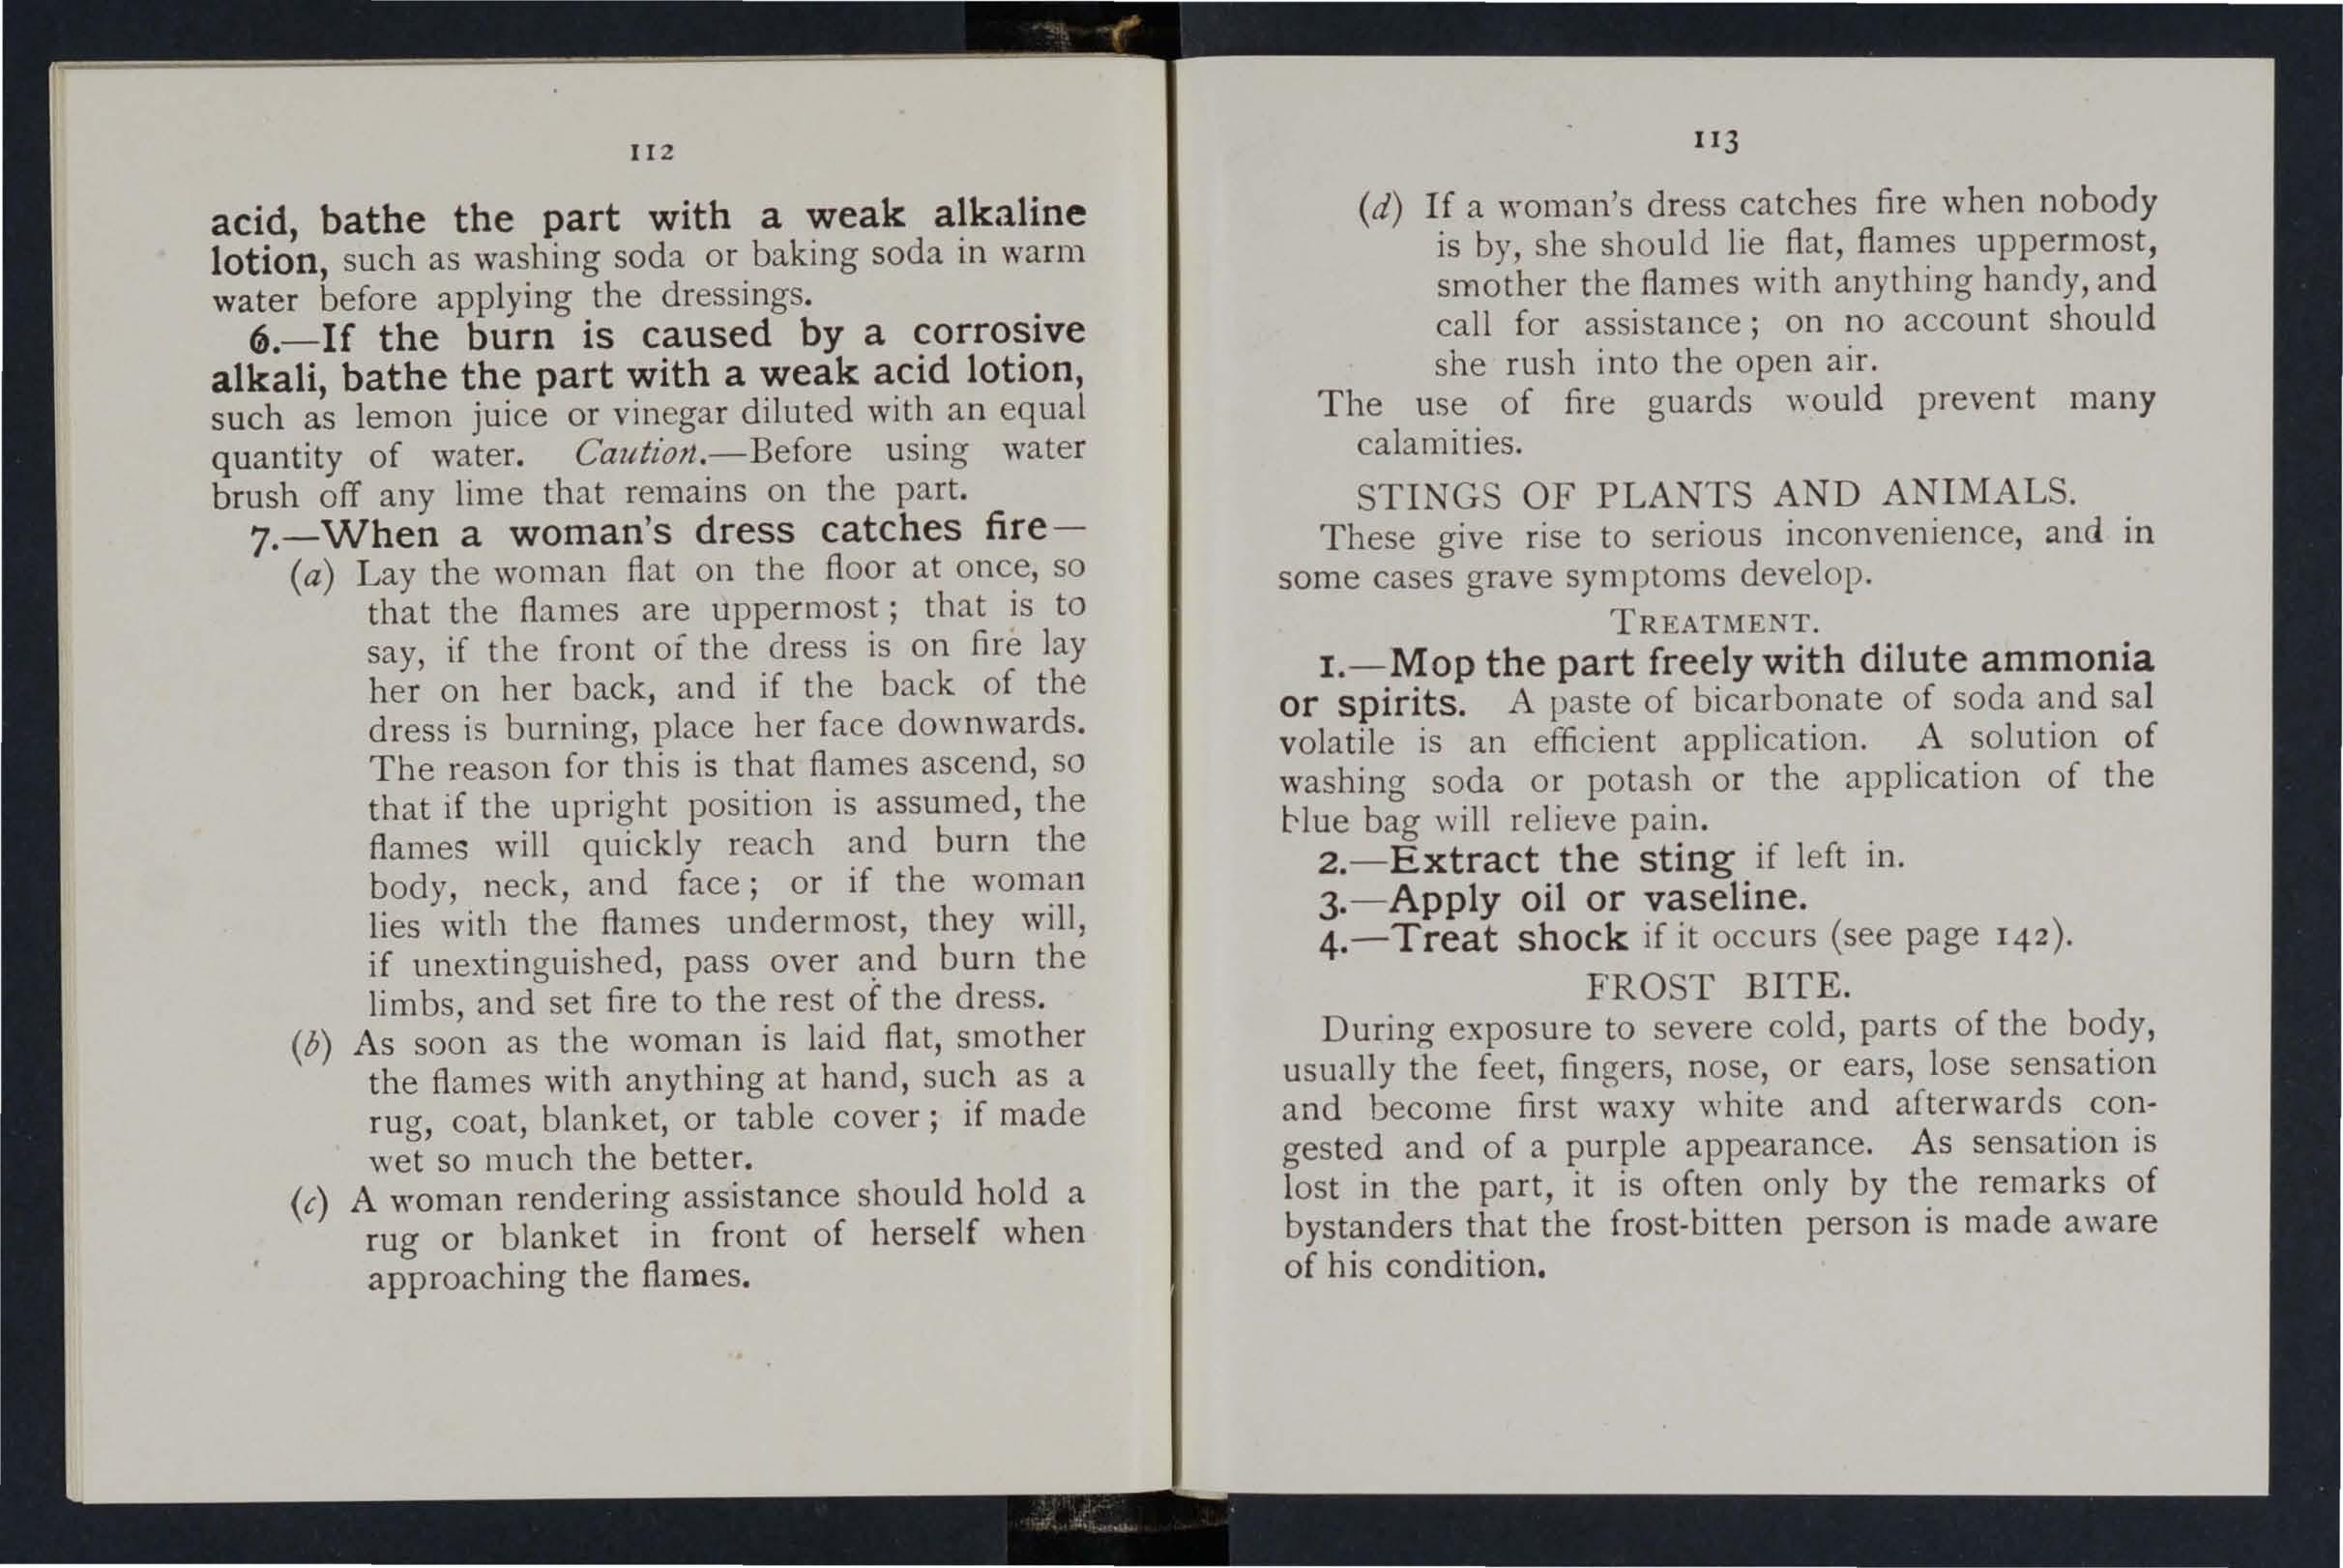 112
acid, bathe the part with a weak alkaline
lotion, such as washing soda or baking soda in warm
water before applying the dressings.
6.—If the burn is caused by a corrosive
alkali, bathe the part with a weak acid lotion,
such as lemon juice or vinegar diluted with an equal
quantity of water. Caution.—Before using water
brush off any lime that remains on the part.
7.—When a woman's dress catches fire—
(a) Lay the woman flat on the floor at once, so
that the flames are uppermost; that is to
say, if the front of the dress is on fire lay
her on her back, and if the back of the
dress is burning, place her face downwards.
The reason for this is that flames ascend, so
that if the upright position is assumed, the
flames will quickly reach and burn the
body, neck, and face; or if the woman
lies with the flames undermost, they will,
if unextinguished, pass over and burn the
limbs, and set fire to the rest of the dress.
(b) As soon as the woman is laid flat, smother
the flames with anything at hand, such as a
rug, coat, blanket, or table cover; if made
wet so much the better.
(c) A woman rendering assistance should hold a
rug or blanket in front of herself when
approaching the flames.
113
(d) If a woman's dress catches fire when nobody
is by, she should lie flat, flames uppermost,
smother the flames with anything handy, and
call for assistance; on no account should
she rush into the open air.
The use of fire guards would prevent many
calamities.
STINGS OF PLANTS AND ANIMALS.
These give rise to serious inconvenience, and in
some cases grave symptoms develop.
TREATMENT.
1.—Mop the part freely with dilute ammonia
or spirits. A paste of bicarbonate of soda and sal
volatile is an efficient application. A solution of
washing soda or potash or the application of the
blue bag will relieve pain.
2.—Extract the sting if left in.
3.—Apply oil or vaseline.
4.—Treat shock if it occurs (see page 142).
FROST BITE.
During exposure to severe cold, parts of the body,
usually the feet, fingers, nose, or ears, lose sensation
and become first waxy white and afterwards con-
gested and of a purple appearance. As sensation is
lost in the part, it is often only by the remarks of
bystanders that the frost-bitten person is made aware
of his condition.